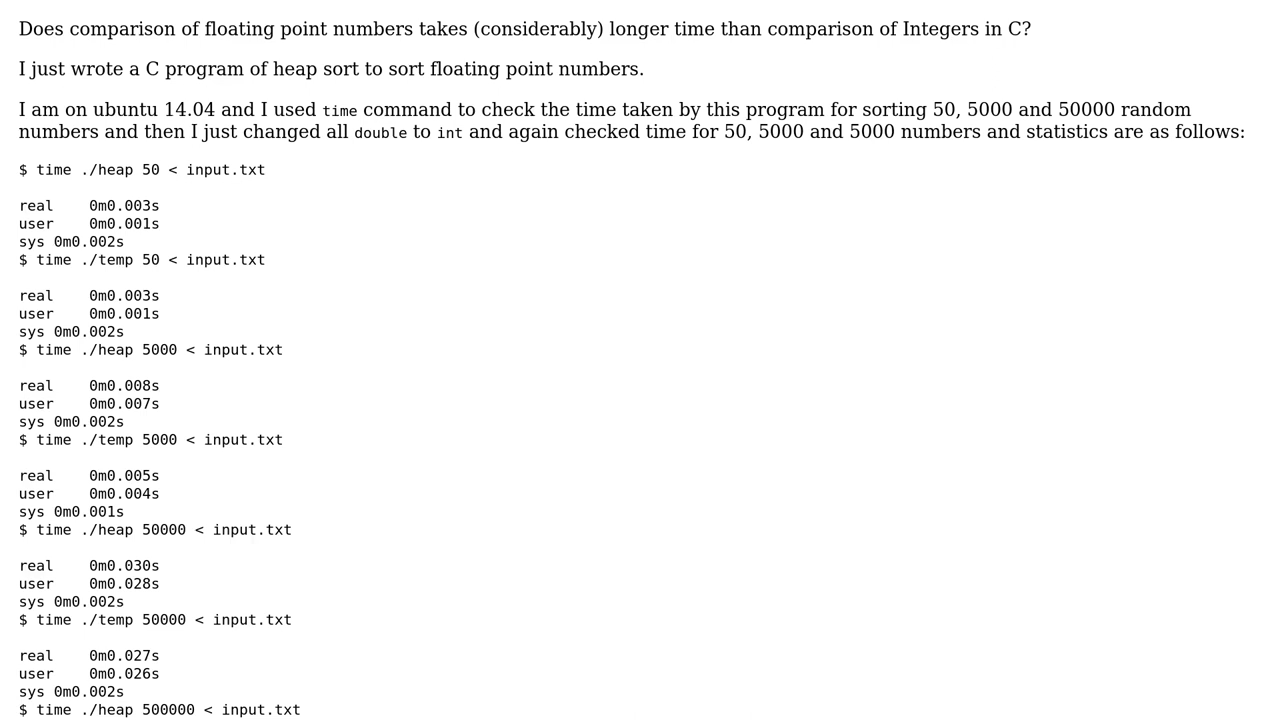 Does comparison of floating point numbers takes (considerably) longer time than comparison of Integers in C?
I just wrote a C program of heap sort to sort floating point numbers.
I am on ubuntu 14.04 and I used time command to check the time taken by this program for sorting 50, 5000 and 50000 random
numbers and then I just changed all double to int and again checked time for 50, 5000 and 5000 numbers and statistics are as follows:
$ time ./heap 50 < input.txt
real    0m0.003s
user    0m0.001s
sys 0m0.002s
$ time ./temp 50 < input.txt
real    0m0.003s
user    0m0.001s
sys 0m0.002s
$ time ./heap 5000 < input.txt
real    0m0.008s
user    0m0.007s
sys 0m0.002s
$ time ./temp 5000 < input.txt
real    0m0.005s
user    0m0.004s
sys 0m0.001s
$ time ./heap 50000 < input.txt
real    0m0.030s
user    0m0.028s
sys 0m0.002s
$ time ./temp 50000 < input.txt
real    0m0.027s
user    0m0.026s
sys 0m0.002s
$ time ./heap 500000 < input.txt